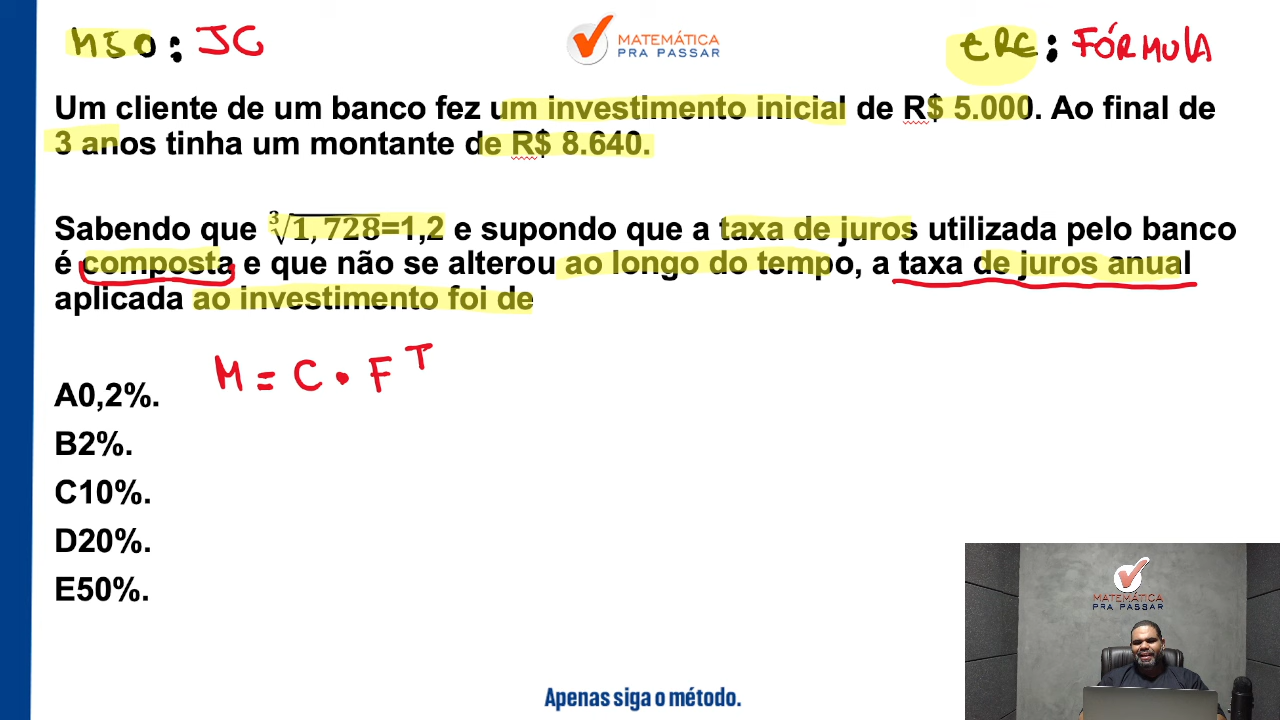 MJO: JC
MATEMÁTICA
PRA PASSAR
tRC: FÓRMULA
Um cliente de um banco fez um investimento inicial de R$ 5.000. Ao final de
3 anos tinha um montante de R$ 8.640.
Sabendo que ∛1,728=1,2 e supondo que a taxa de juros utilizada pelo banco
é composta e que não se alterou ao longo do tempo, a taxa de juros anual
aplicada ao investimento foi de
M = C • F^T
A0,2%.
B2%.
C10%.
D20%.
E50%.
MATEMÁTICA
PRA PASSAR
Apenas siga o método.